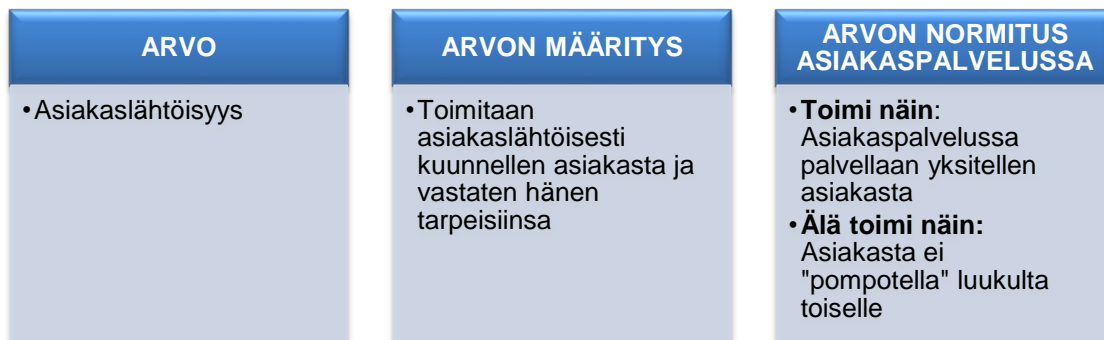 ARVO
•Asiakaslähtöisyys
ARVON MÄÄRITYS
•Toimitaan
asiakaslähtöisesti
kuunnellen asiakasta ja
vastaten hänen
tarpeisiinsa
ARVON NORMITUS
ASIAKASPALVELUSSA
•Toimi näin:
Asiakaspalvelussa
palvellaan yksitellen
asiakasta
•Älä toimi näin:
Asiakasta ei
"pompotella" luukulta
toiselle